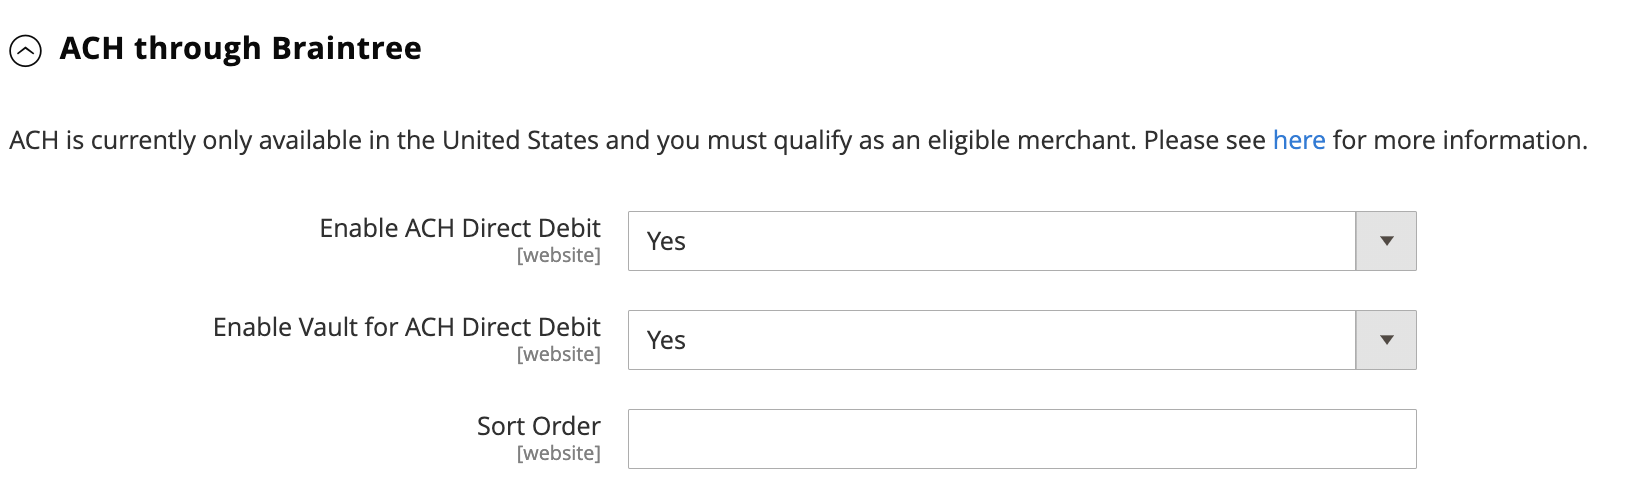 ACH through Braintree
ACH is currently only available in the United States and you must qualify as an eligible merchant. Please see here for more information.
Enable ACH Direct Debit
[website]
Yes
Enable Vault for ACH Direct Debit
[website]
Yes
Sort Order
[website]